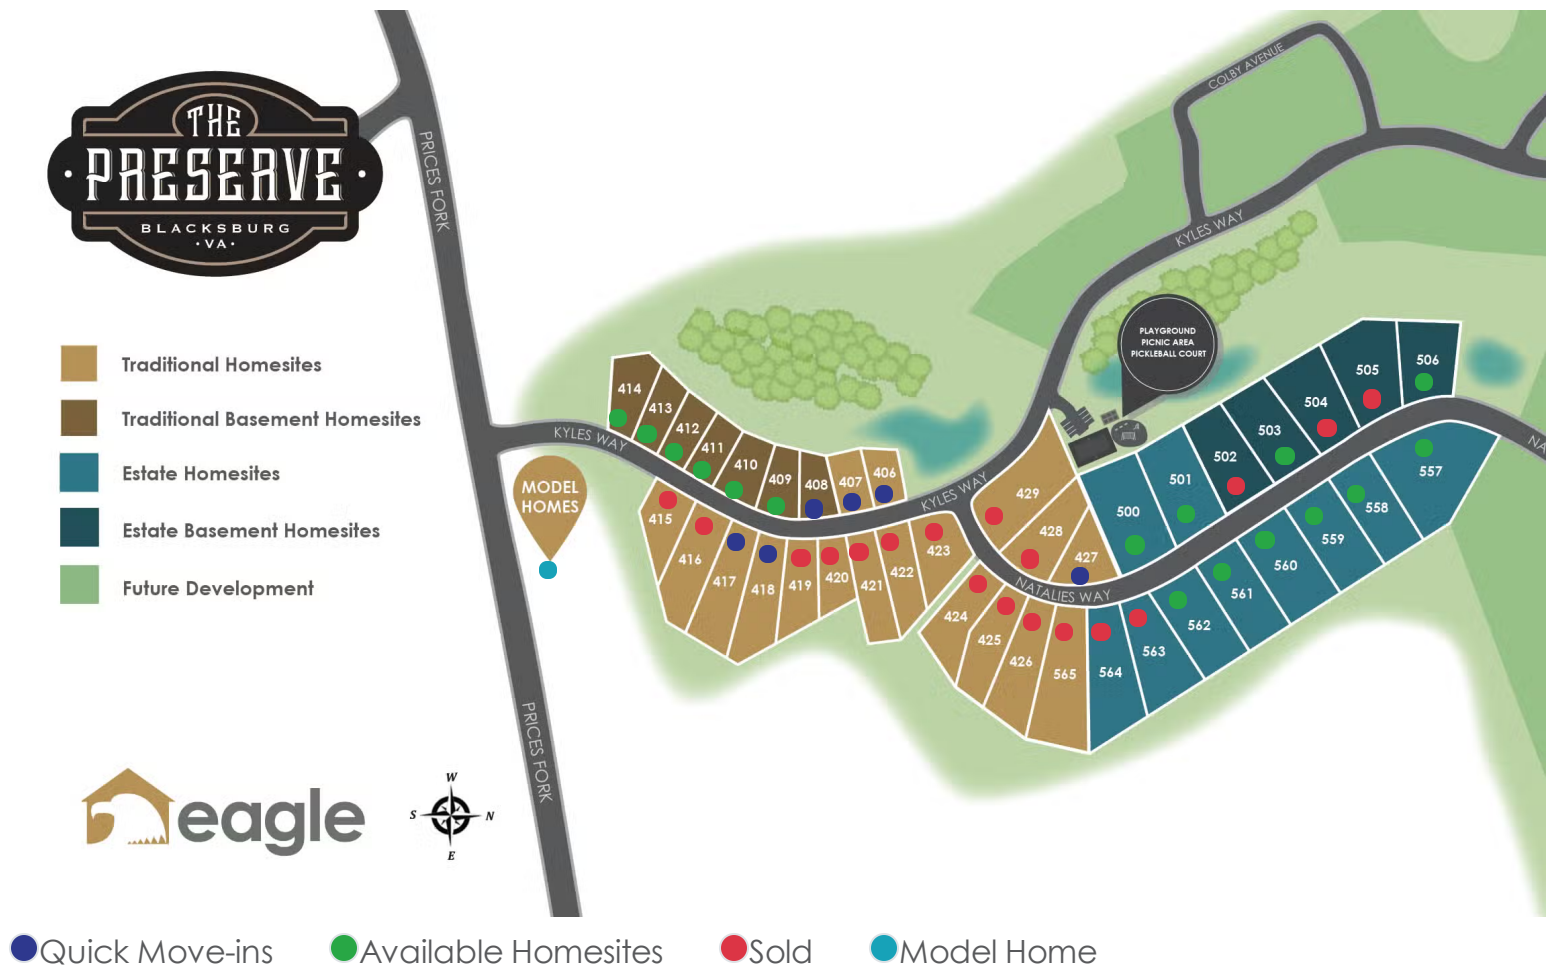 THE
PRESERVE
BLACKSBURG
· VA ·
Traditional Homesites
Traditional Basement Homesites
Estate Homesites
Estate Basement Homesites
Future Development
eagle
W
S
N
E
PRICES FORK
PRICES FORK
MODEL
HOMES
KYLES WAY
KYLES WAY
KYLES WAY
COLBY AVENUE
NATALIES WAY
NA
PLAYGROUND
PICNIC AREA
PICKLEBALL COURT
414
413
412
411
410
409
408
407
406
415
416
417
418
419
420
421
422
423
424
425
426
565
429
428
427
500
501
502
503
504
505
506
564
563
562
561
560
559
558
557
Quick Move-ins
Available Homesites
Sold
Model Home